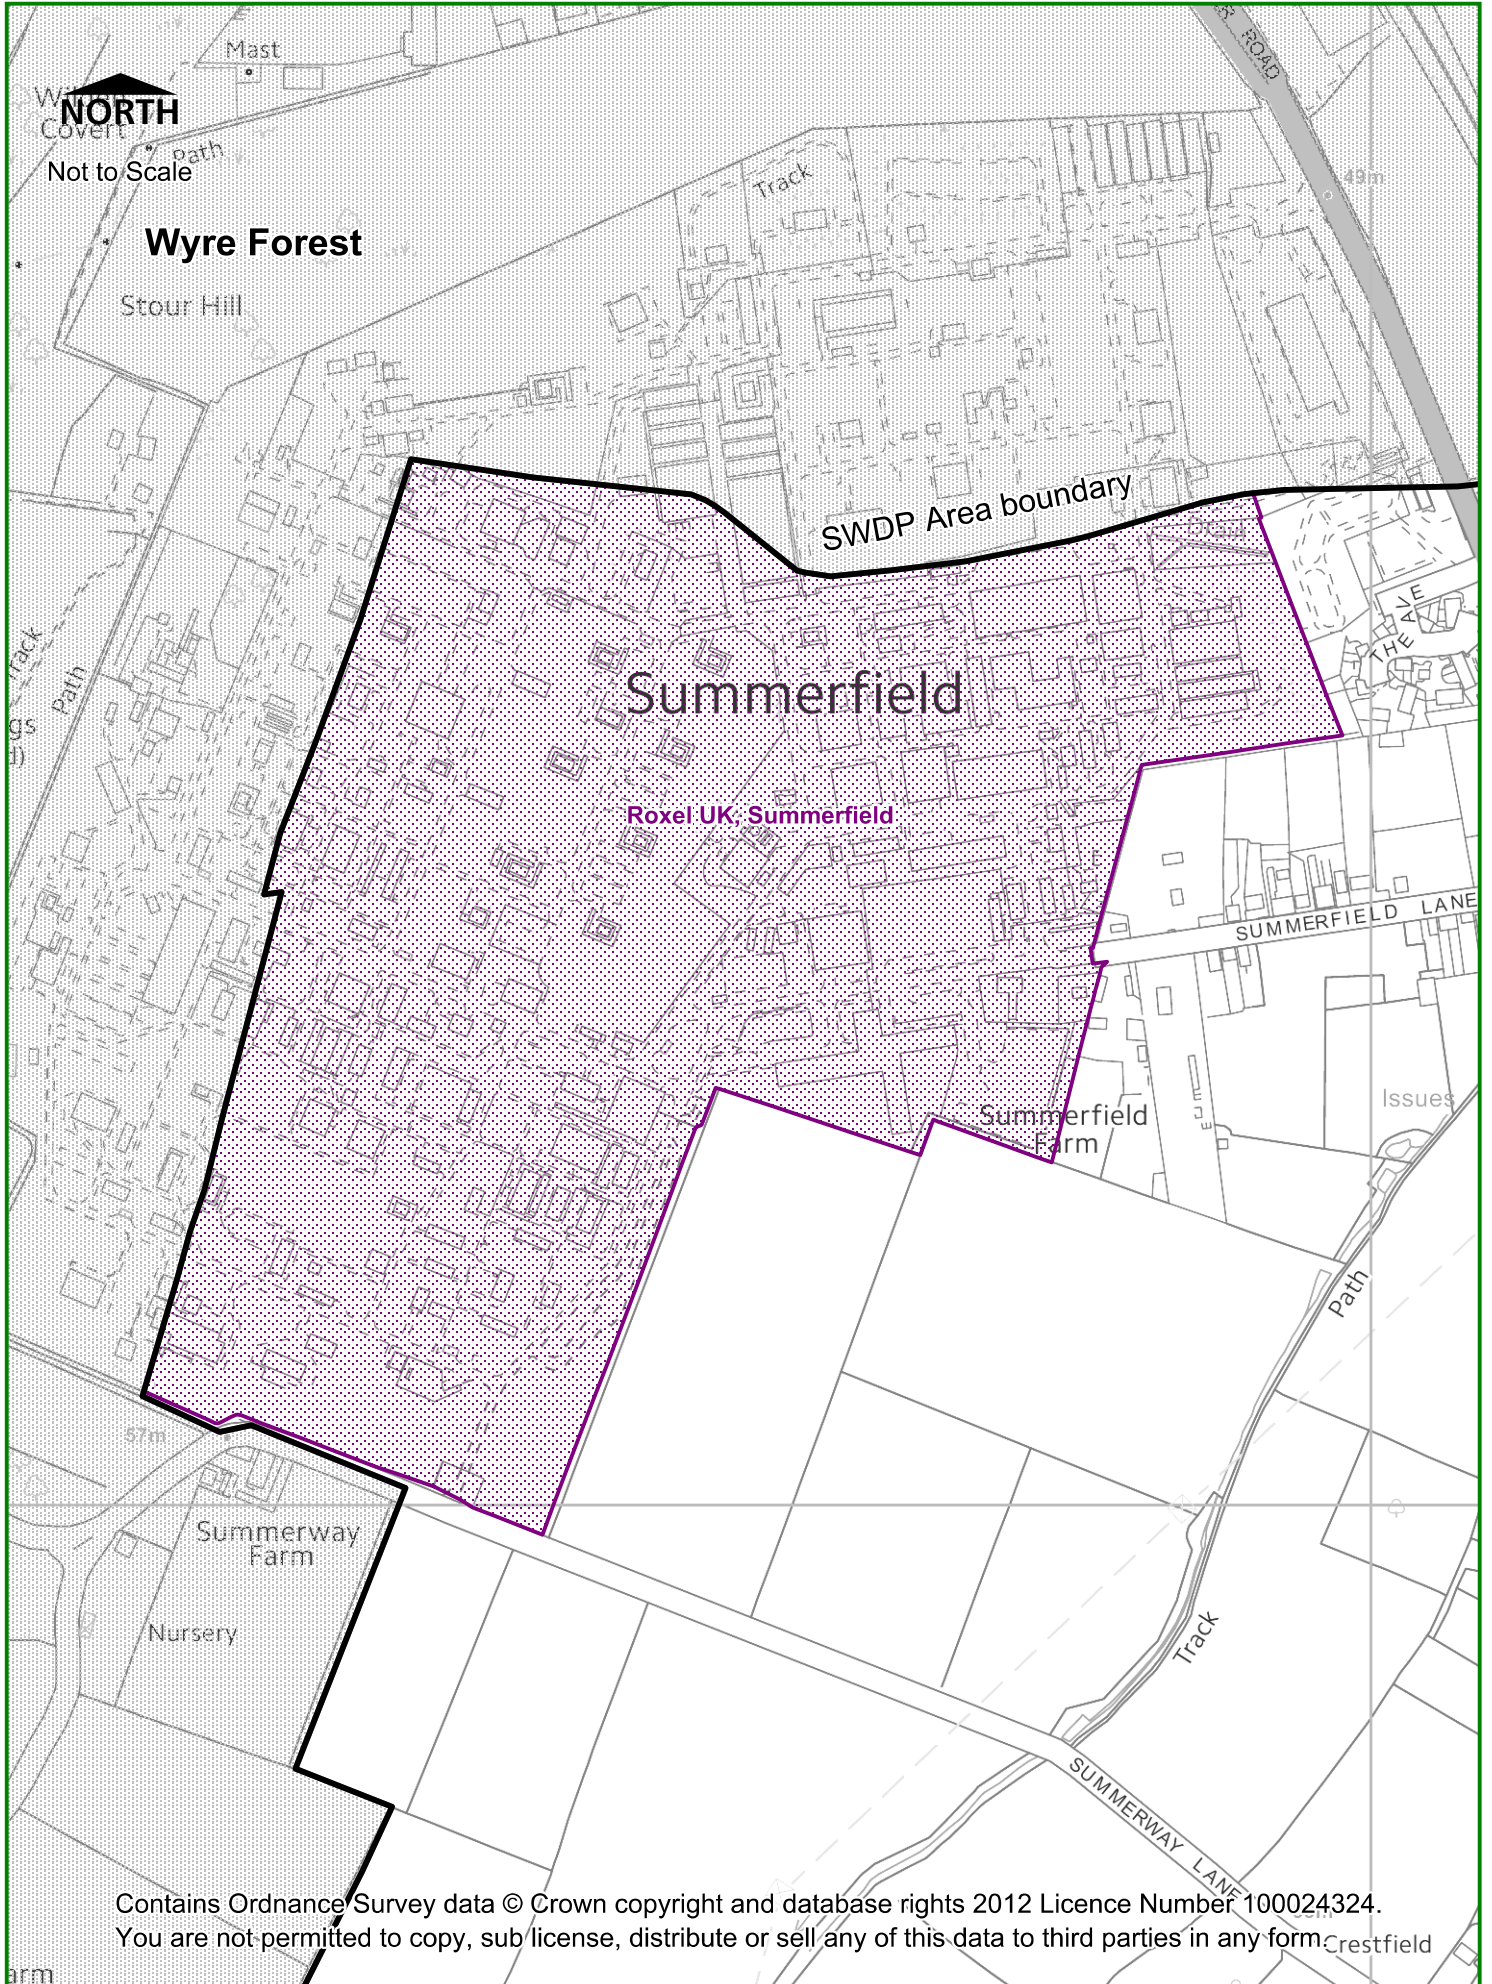 R ROAD
Mast
NORTH
Covert
Path
Not to Scale
Track
49m
Wyre Forest
Stour Hill
SWDP Area boundary
Drain
THE AVE
Path
gs
Summerfield
Roxel UK, Summerfield
SUMMERFIELD LANE
Issues
Summerfield
Farm
Path
57m
Summerway
Farm
Nursery
Track
SUMMERWAY LANE
Contains Ordnance Survey data © Crown copyright and database rights 2012 Licence Number 100024324.
You are not permitted to copy, sub license, distribute or sell any of this data to third parties in any form.
Crestfield
arm